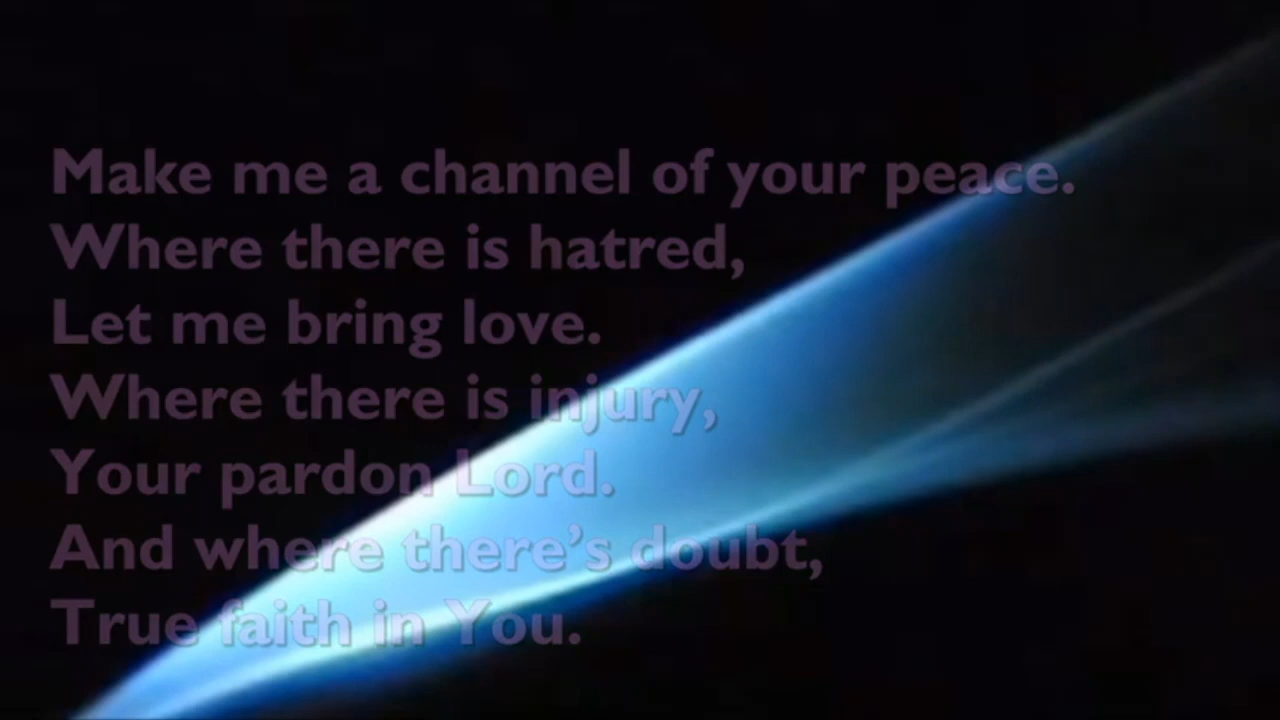 Make me a channel of your peace.
Where there is hatred,
Let me bring love.
Where there is injury,
Your pardon Lord.
And where there’s doubt,
True faith in You.